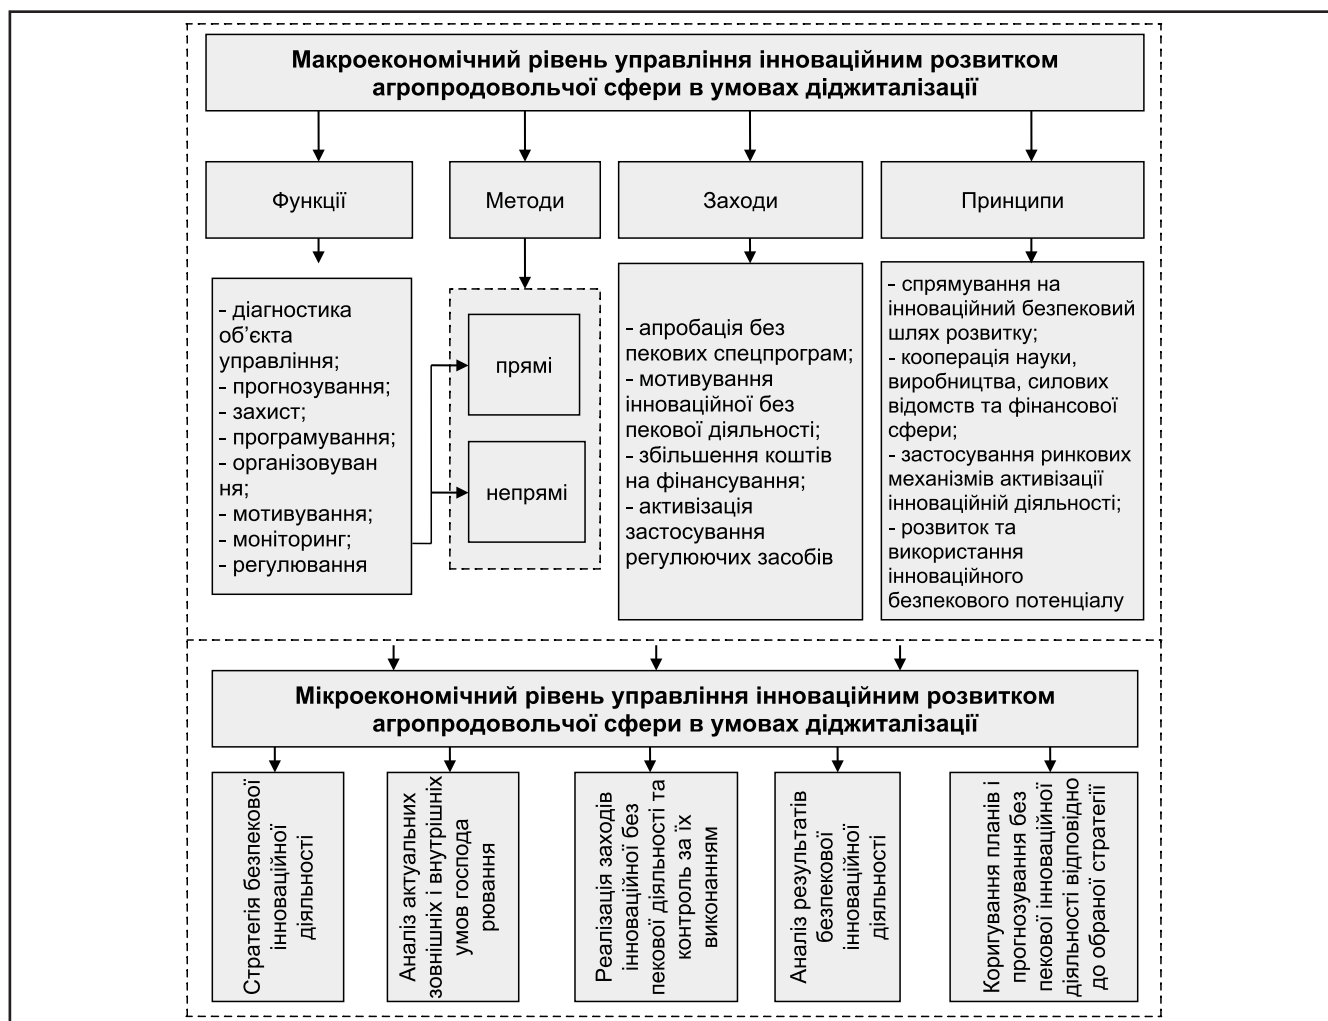 Макроекономічний рівень управління інноваційним розвитком
агропродовольчої сфери в умовах діджиталізації
Функції
Методи
Заходи
Принципи
- діагностика
об’єкта
управління;
- прогнозування;
- захист;
- програмування;
- організовуван
ня;
- мотивування;
- моніторинг;
- регулювання
прямі
непрямі
- апробація без
пекових спецпрограм;
- мотивування
інноваційної без
пекової діяльності;
- збільшення коштів
на фінансування;
- активізація
застосування
регулюючих засобів
- спрямування на
інноваційний безпековий
шлях розвитку;
- кооперація науки,
виробництва, силових
відомств та фінансової
сфери;
- застосування ринкових
механізмів активізації
інноваційній діяльності;
- розвиток та
використання
інноваційного
безпекового потенціалу
Мікроекономічний рівень управління інноваційним розвитком
агропродовольчої сфери в умовах діджиталізації
Стратегія безпекової
інноваційної
діяльності
Аналіз актуальних
зовнішніх і внутрішніх
умов господа
рювання
Реалізація заходів
інноваційної без
пекової діяльності та
контроль за їх
виконанням
Аналіз результатів
безпекової
інноваційної
діяльності
Коригування планів і
прогнозування без
пекової інноваційної
діяльності відповідно
до обраної стратегії